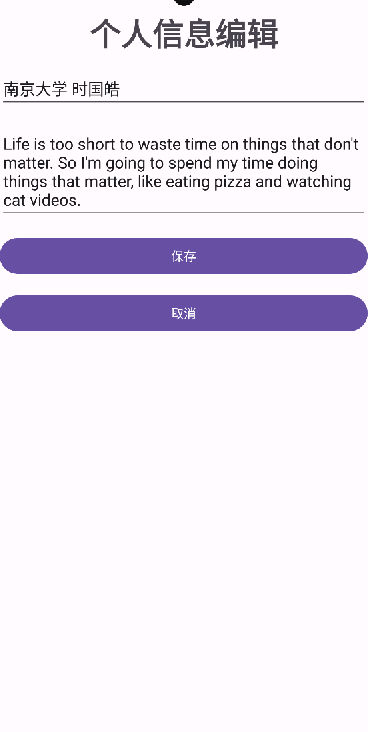 个人信息编辑
南京大学 时国皓
Life is too short to waste time on things that don't
matter. So I'm going to spend my time doing
things that matter, like eating pizza and watching
cat videos.
保存
取消